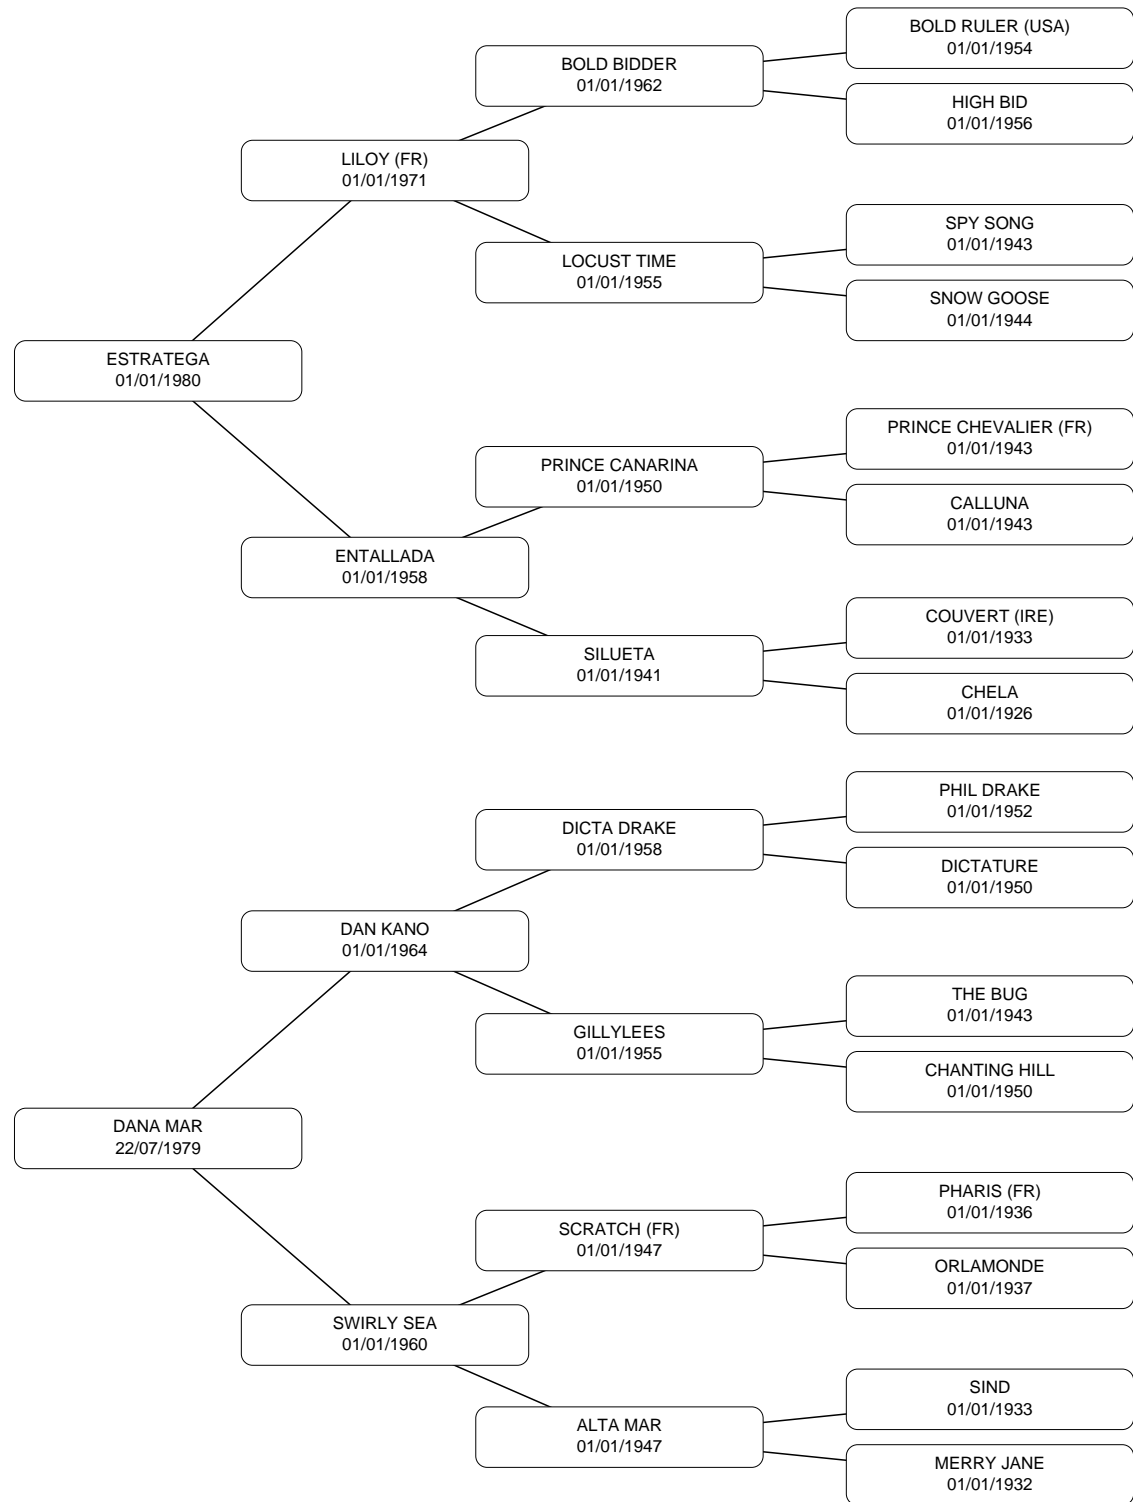 BOLD RULER (USA)
01/01/1954
BOLD BIDDER
01/01/1962
HIGH BID
01/01/1956
LILOY (FR)
01/01/1971
SPY SONG
01/01/1943
LOCUST TIME
01/01/1955
SNOW GOOSE
01/01/1944
ESTRATEGA
01/01/1980
PRINCE CHEVALIER (FR)
01/01/1943
PRINCE CANARINA
01/01/1950
CALLUNA
01/01/1943
ENTALLADA
01/01/1958
COUVERT (IRE)
01/01/1933
SILUETA
01/01/1941
CHELA
01/01/1926
PHIL DRAKE
01/01/1952
DICTA DRAKE
01/01/1958
DICTATURE
01/01/1950
DAN KANO
01/01/1964
THE BUG
01/01/1943
GILLYLEES
01/01/1955
CHANTING HILL
01/01/1950
DANA MAR
22/07/1979
PHARIS (FR)
01/01/1936
SCRATCH (FR)
01/01/1947
ORLAMONDE
01/01/1937
SWIRLY SEA
01/01/1960
SIND
01/01/1933
ALTA MAR
01/01/1947
MERRY JANE
01/01/1932